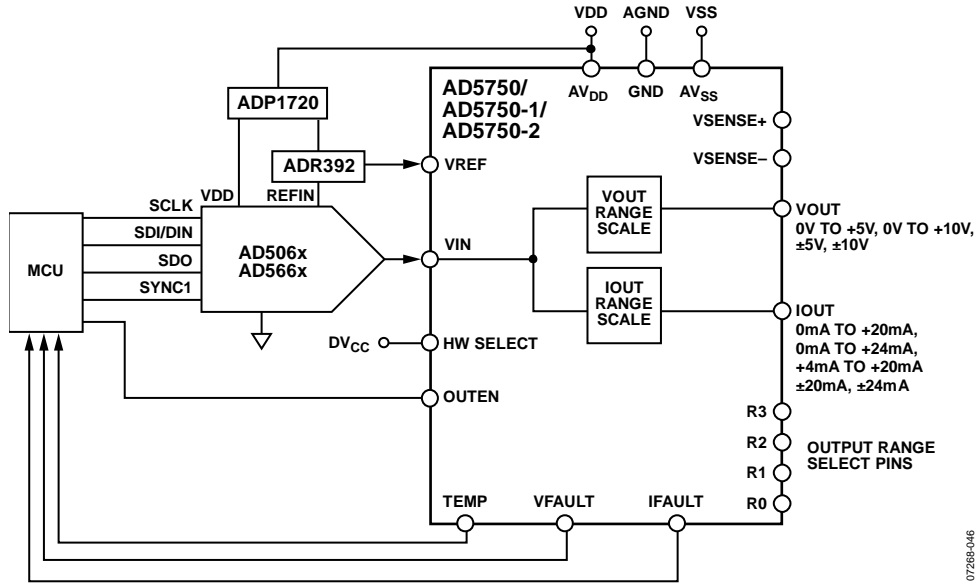 VDD AGND VSS
ADP1720
AD5750/
AD5750-1/
AD5750-2
AVDD GND AVSS
VSENSE+
VSENSE–
ADR392
VREF
VDD REFIN
SCLK
SDI/DIN
SDO
SYNC1
MCU
AD506x
AD566x
VIN
VOUT
RANGE
SCALE
VOUT
0V TO +5V, 0V TO +10V,
±5V, ±10V
IOUT
RANGE
SCALE
IOUT
0mA TO +20mA,
0mA TO +24mA,
+4mA TO +20mA
±20mA, ±24mA
DVCC
HW SELECT
OUTEN
R3
R2
R1
R0
OUTPUT RANGE
SELECT PINS
TEMP VFAULT IFAULT
07268-046